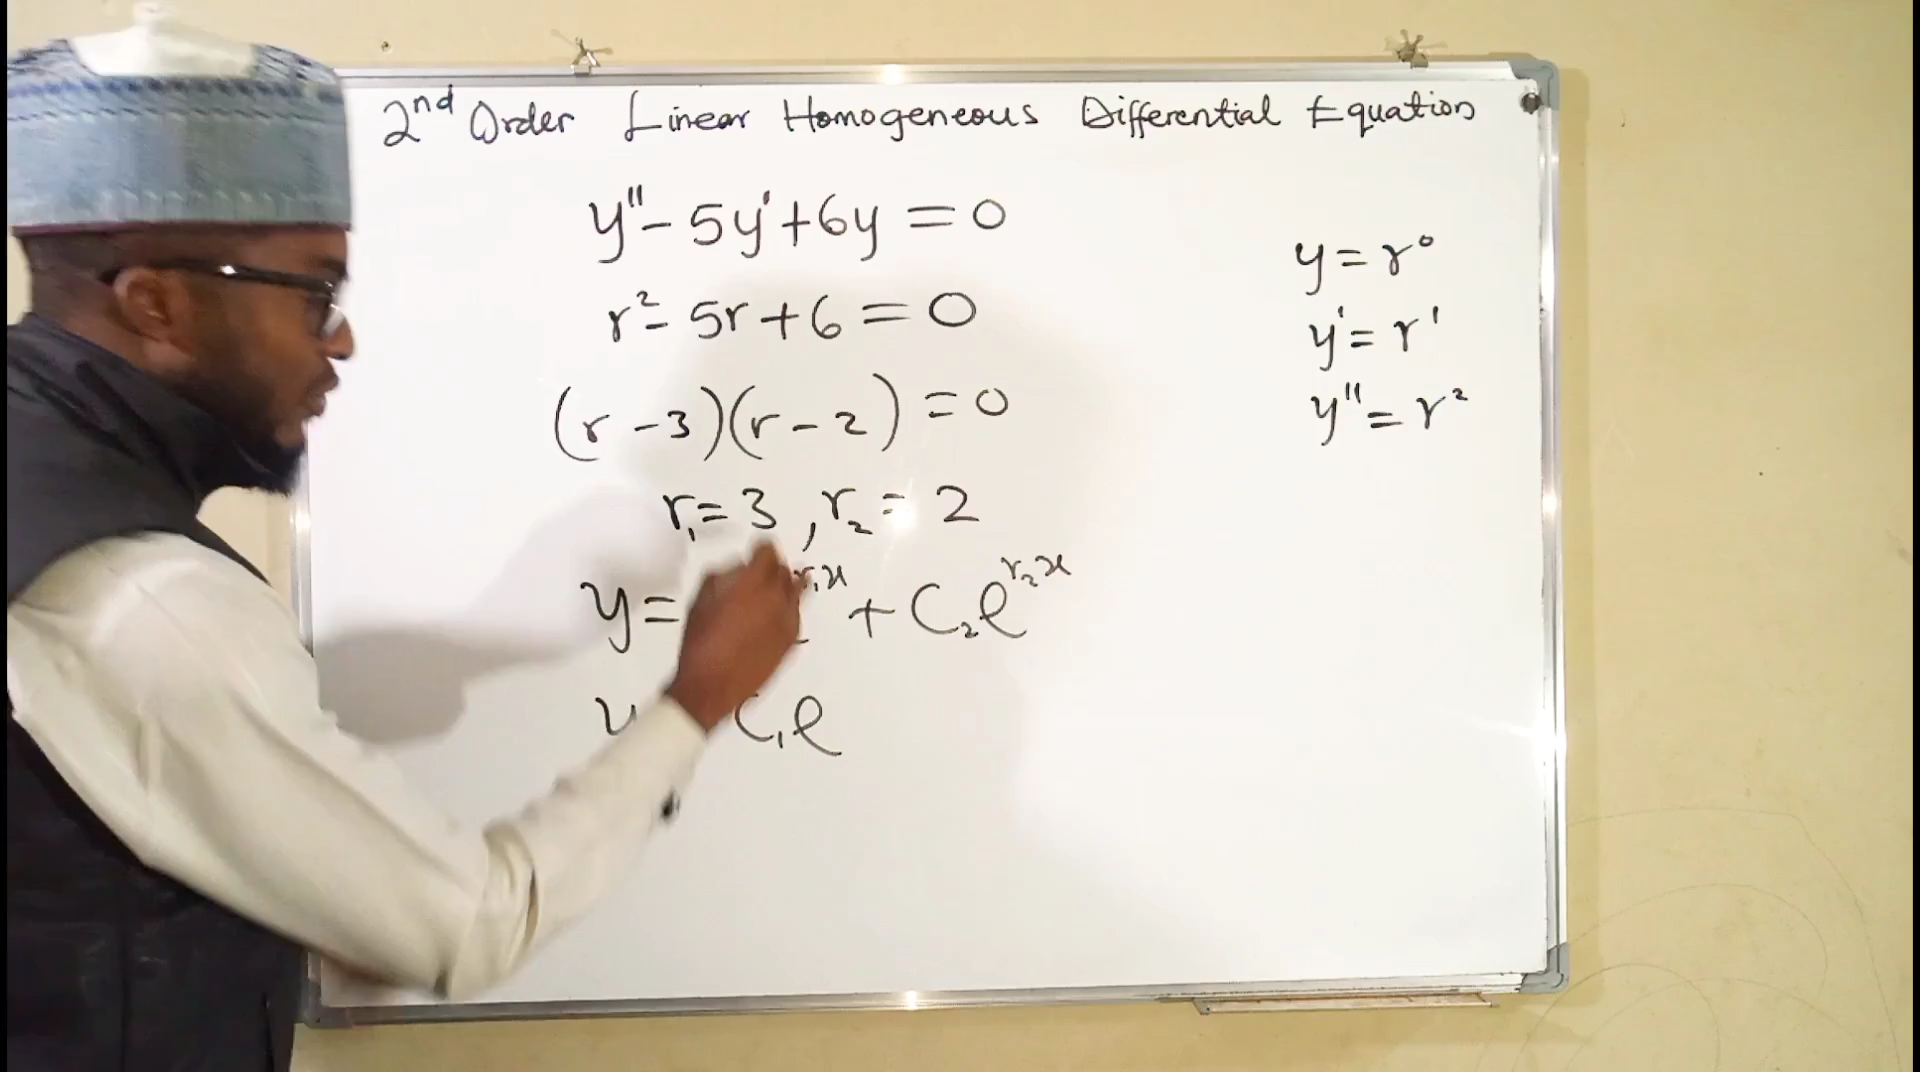 2nd Order Linear Homogeneous Differential Equation
y" - 5y' + 6y = 0
r² - 5r + 6 = 0
(r - 3)(r - 2) = 0
r₁ = 3, r₂ = 2
y = r₁x + C₂e^r₂x
C₁e
y = r⁰
y' = r¹
y" = r²